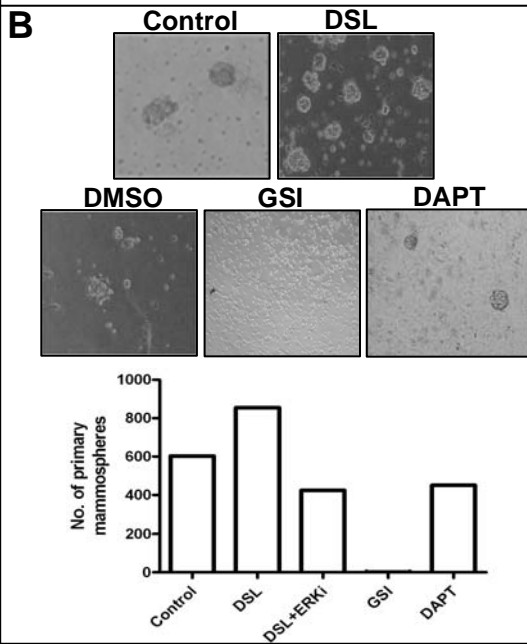 B
Control DSL
DMSO GSI DAPT
1000
800
600
400
200
0
No. of primary
mammospheres
Control DSL DSL+ERKi GSI DAPT